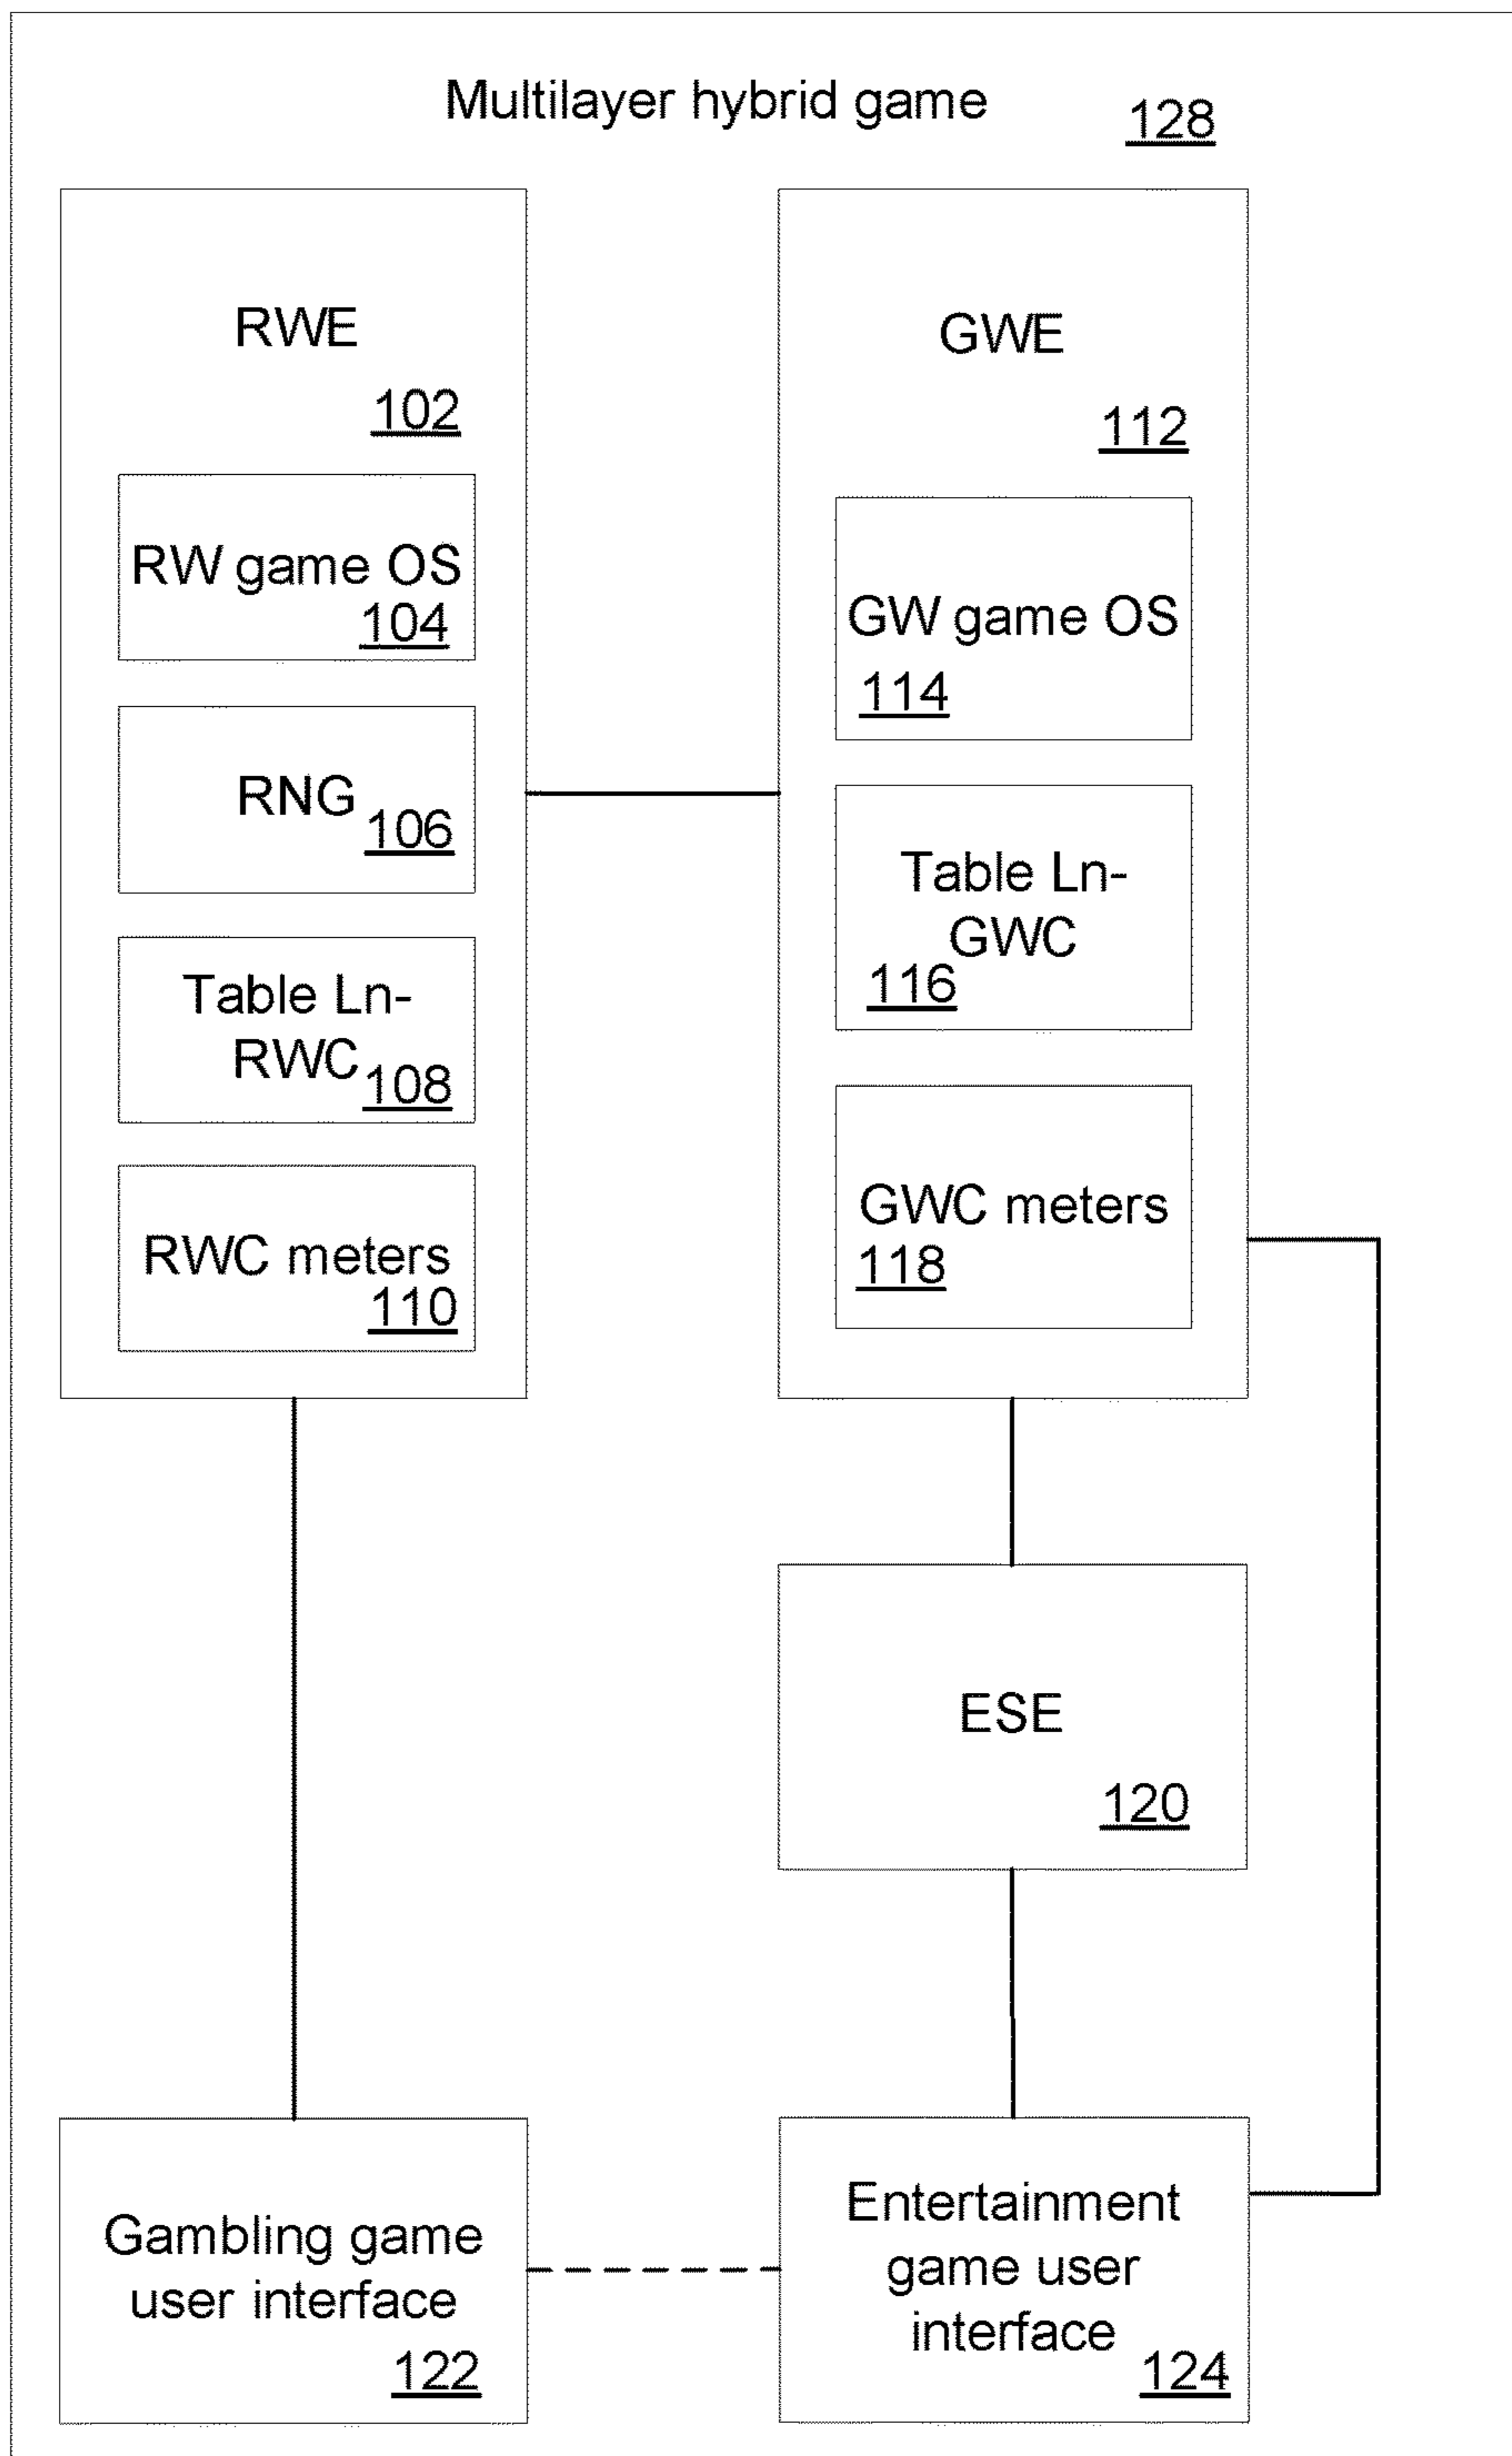 Multilayer hybrid game
128
RWE
102
RW game OS
104
RNG
106
Table Ln-
RWC
108
RWC meters
110
GWE
112
GW game OS
114
Table Ln-
GWC
116
GWC meters
118
ESE
120
Gambling game
user interface
122
Entertainment
game user
interface
124